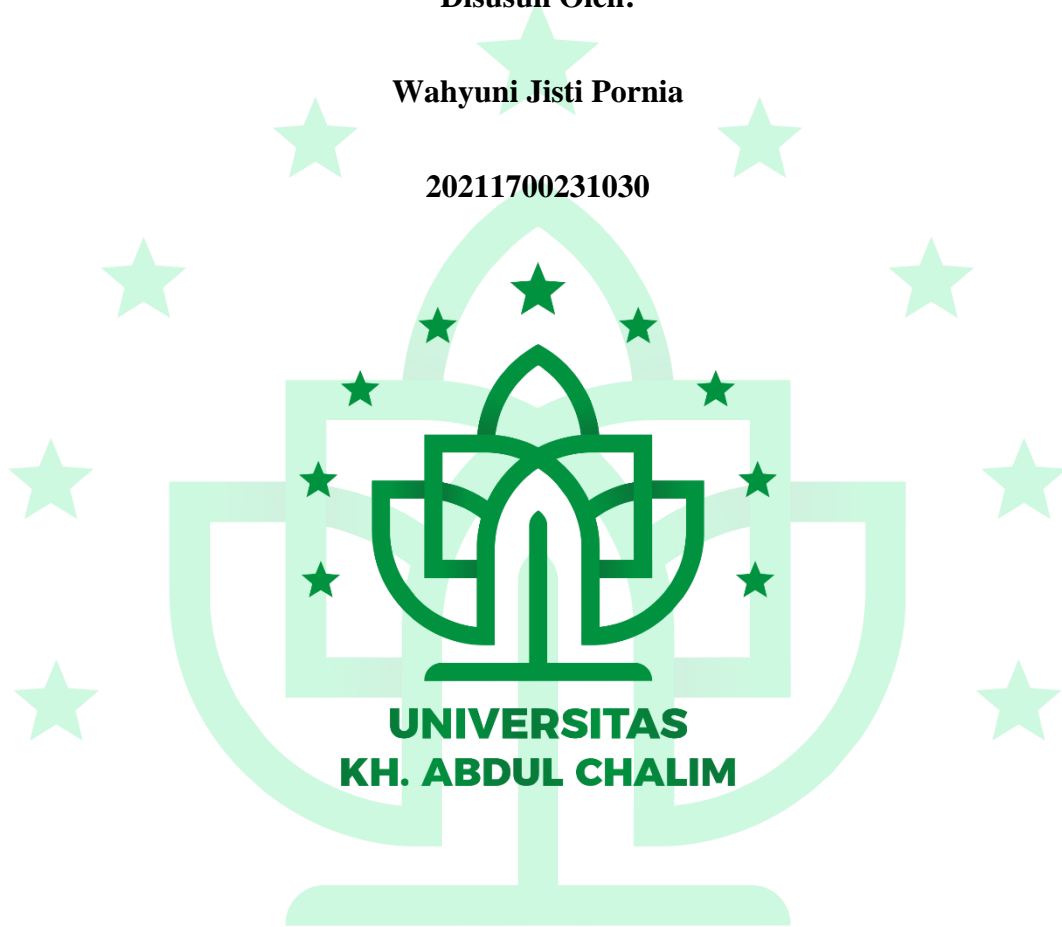 Disusun Oleh:
Wahyuni Jisti Pornia
20211700231030
UNIVERSITAS
KH. ABDUL CHALIM